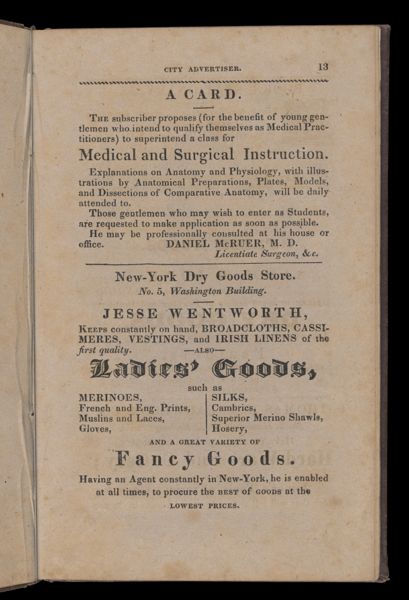 CITY ADVERTISER. 13
A CARD.
THE subscriber proposes (for the benefit of young gen-
tlemen who intend to qualify themselves as Medical Prac-
titioners) to superintend a class for
Medical and Surgical Instruction.
Explanations on Anatomy and Physiology, with illus-
trations by Anatomical Preparations, Plates, Models,
and Dissections of Comparative Anatomy, will be daily
attended to.
Those gentlemen who may wish to enter as Students,
are requested to make application as soon as possible.
He may be professionally consulted at his house or
office. DANIEL McRUER, M. D.
Licentiate Surgeon, &c.
New-York Dry Goods Store.
No. 5, Washington Building.
JESSE WENTWORTH,
KEEPS constantly on hand, BROADCLOTHS, CASSI-
MERES, VESTINGS, and IRISH LINENS of the
first quality. —ALSO—
Ladies' Goods,
such as
MERINOES,
French and Eng. Prints,
Muslins and Laces,
Gloves,
SILKS,
Cambrics,
Superior Merino Shawls,
Hosery,
AND A GREAT VARIETY OF
Fancy Goods.
Having an Agent constantly in New-York, he is enabled
at all times, to procure the BEST of GOODS at the
LOWEST PRICES.